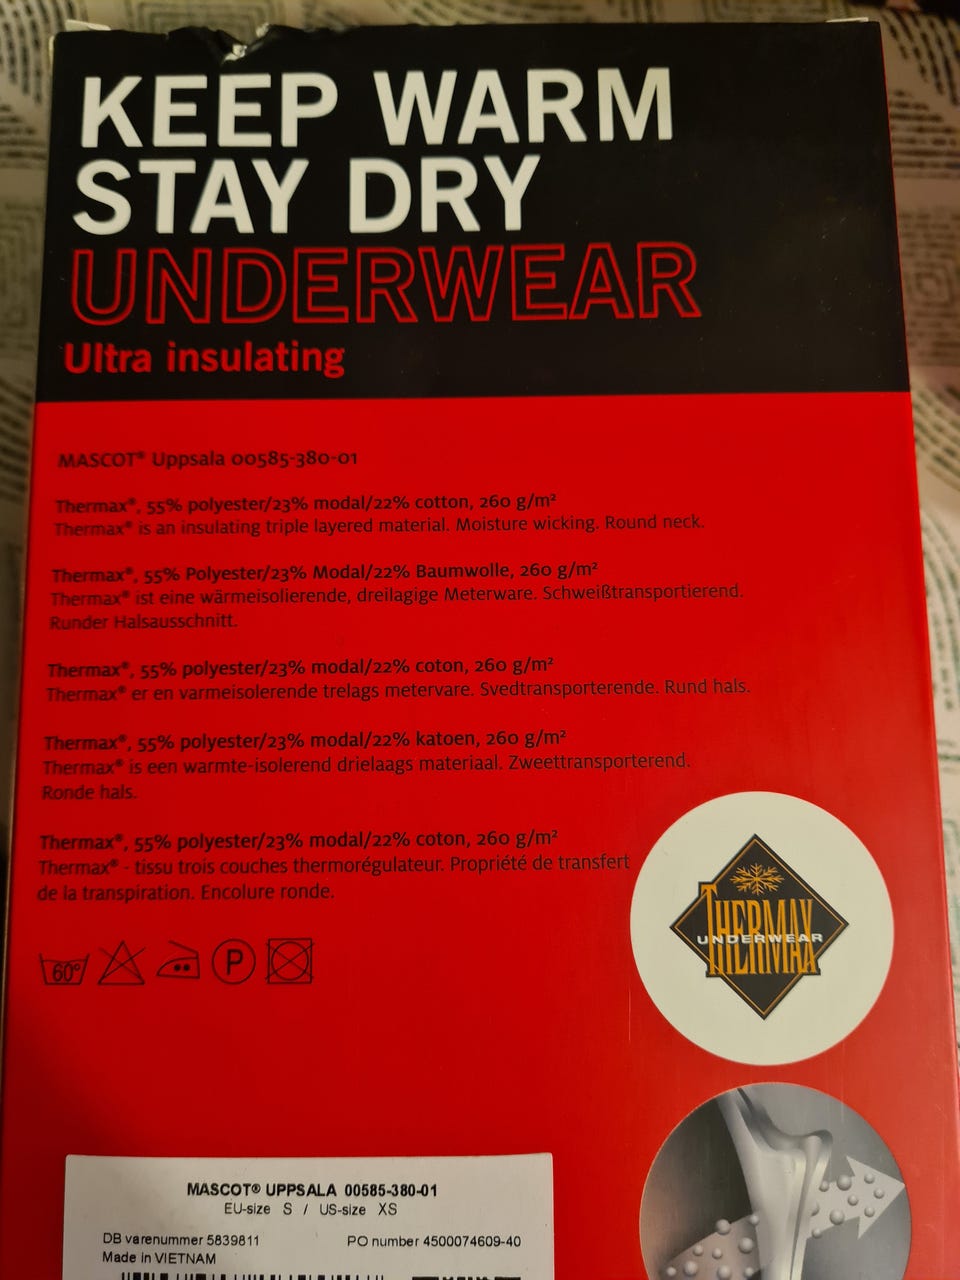 KEEP WARM
STAY DRY
UNDERWEAR
Ultra insulating
MASCOT® Uppsala 00585-380-01
Thermax®, 55% polyester/23% modal/22% cotton, 260 g/m²
Thermax® is an insulating triple layered material. Moisture wicking. Round neck.
Thermax®, 55% Polyester/23% Modal/22% Baumwolle, 260 g/m²
Thermax® ist eine wärmeisolierende, dreilagige Meterware. Schweißtransportierend.
Runder Halsausschnitt.
Thermax®, 55% polyester/23% modal/22% coton, 260 g/m²
Thermax® er en varmeisolerende trelags metervare. Svedtransporterende. Rund hals.
Thermax®, 55% polyester/23% modal/22% katoen, 260 g/m²
Thermax® is een warmte-isolerend drielaags materiaal. Zweettransporterend.
Ronde hals.
Thermax®, 55% polyester/23% modal/22% coton, 260 g/m²
Thermax® - tissu trois couches thermorégulateur. Propriété de transfert
de la transpiration. Encolure ronde.
60°
P
THERMAX
UNDERWEAR
THERMAX
MASCOT® UPPSALA 00585-380-01
EU-size S / US-size XS
DB varenummer 5839811 PO number 4500074609-40
Made in VIETNAM